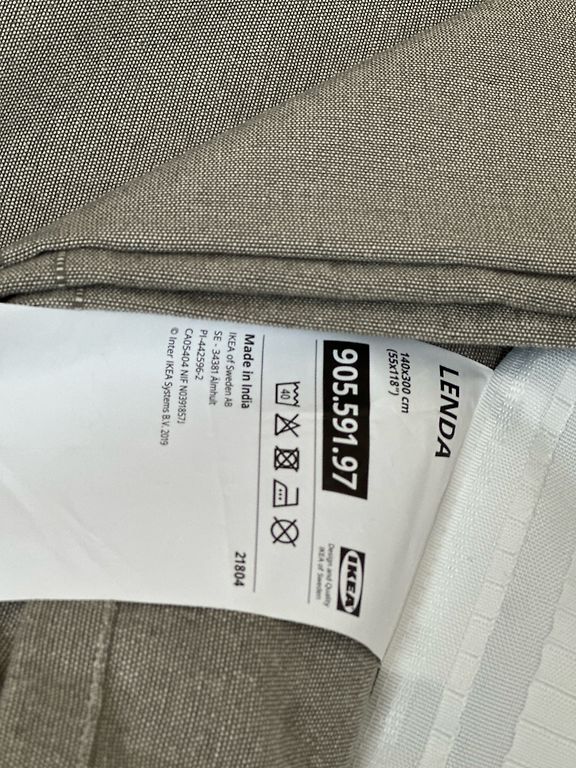 LENDA
140x300 cm
(55x118")
IKEA
Design and Quality
IKEA of Sweden
905.591.97
40
Made in India
IKEA of Sweden AB
SE - 34381 Älmhult
PI-442596-2
CA05404 NIF N0391857J
© Inter IKEA Systems B.V. 2019
21804